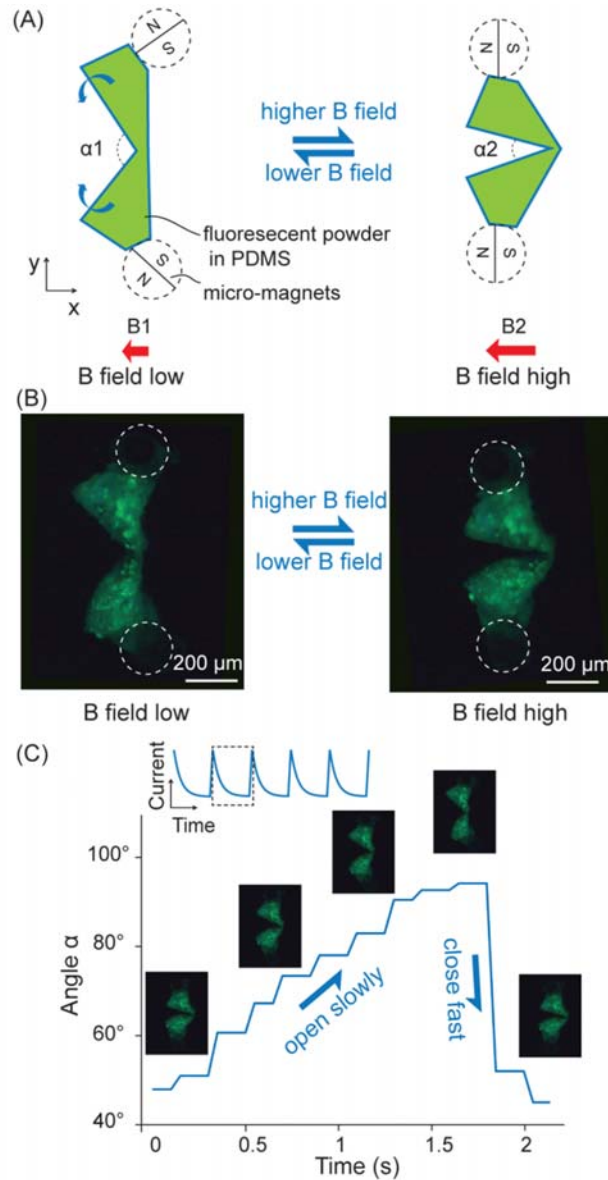 (A)
N S
N S
α1
higher B field
lower B field
α2
fluoresecent powder
in PDMS
micro-magnets
S
N
N S
y
x
B1
B field low
B2
B field high
(B)
higher B field
lower B field
200 μm
200 μm
B field low
B field high
(C)
Current
Time
Angle α
100°
80°
60°
40°
open slowly
close fast
0
0.5
1
1.5
2
Time (s)